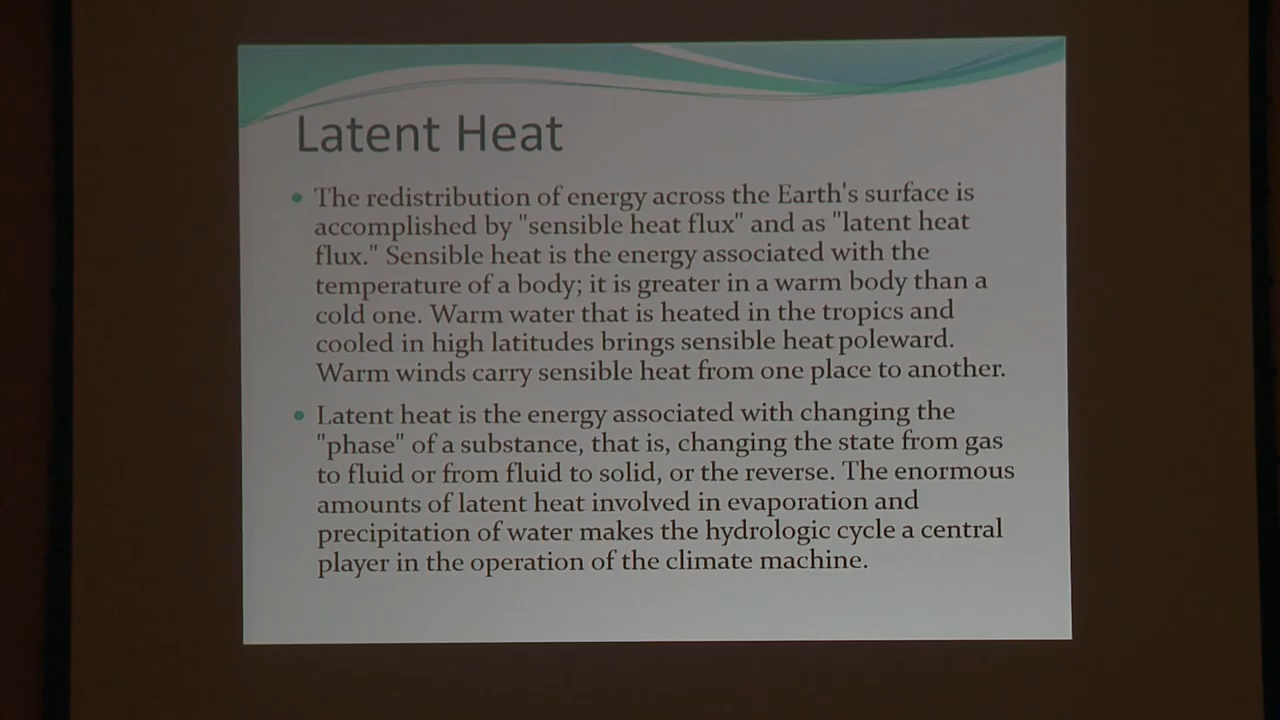 Latent Heat
• The redistribution of energy across the Earth's surface is
accomplished by "sensible heat flux" and as "latent heat
flux." Sensible heat is the energy associated with the
temperature of a body; it is greater in a warm body than a
cold one. Warm water that is heated in the tropics and
cooled in high latitudes brings sensible heat poleward.
Warm winds carry sensible heat from one place to another.
• Latent heat is the energy associated with changing the
"phase" of a substance, that is, changing the state from gas
to fluid or from fluid to solid, or the reverse. The enormous
amounts of latent heat involved in evaporation and
precipitation of water makes the hydrologic cycle a central
player in the operation of the climate machine.